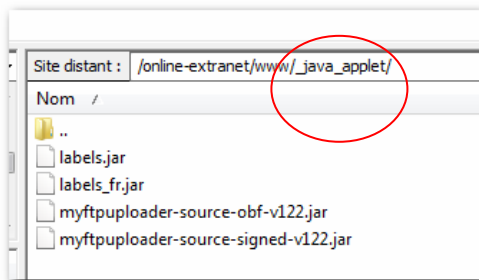 Site distant : /online-extranet/www/_java_applet/
Nom
..
labels.jar
labels_fr.jar
myftpuploader-source-obf-v122.jar
myftpuploader-source-signed-v122.jar